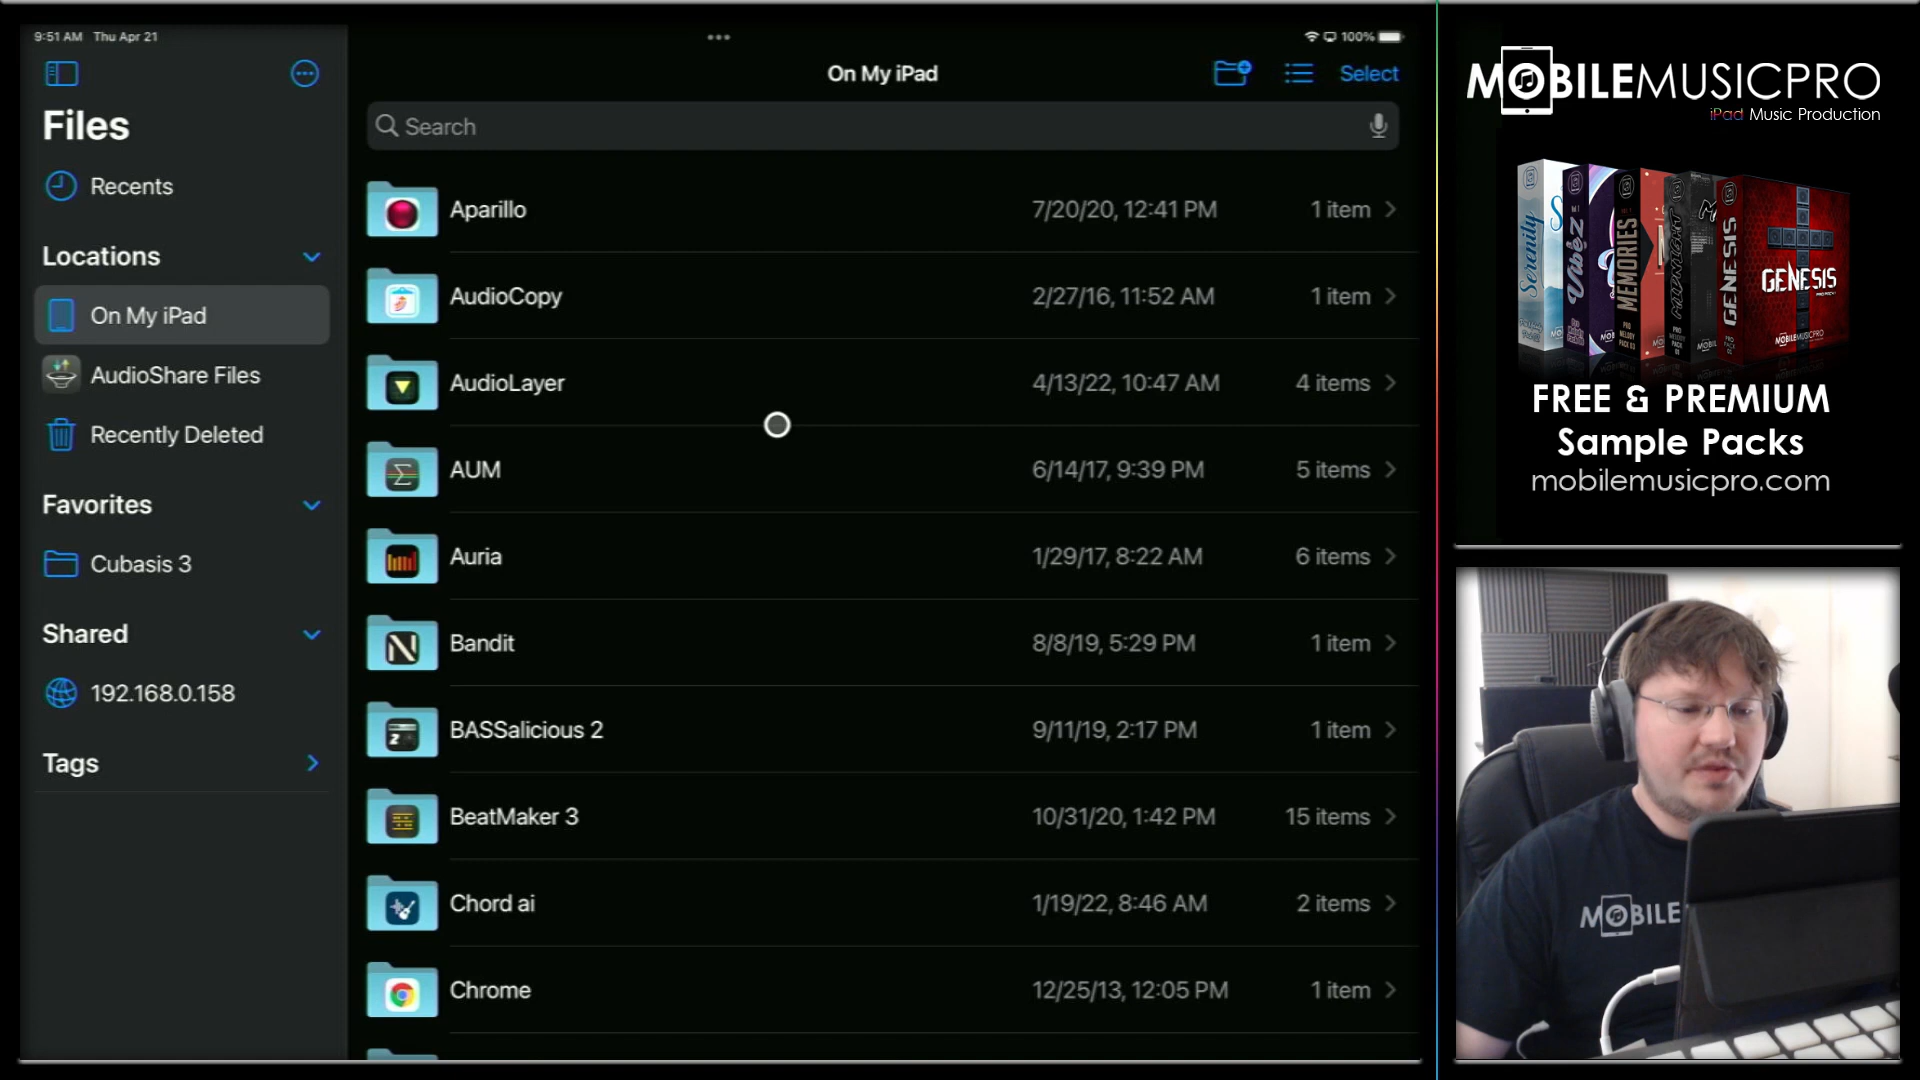 9:51 AM Thu Apr 21
100%
Files
Recents
Locations
On My iPad
AudioShare Files
Recently Deleted
Favorites
Cubasis 3
Shared
192.168.0.158
Tags
On My iPad
Select
Search
Aparillo 7/20/20, 12:41 PM 1 item
AudioCopy 2/27/16, 11:52 AM 1 item
AudioLayer 4/13/22, 10:47 AM 4 items
AUM 6/14/17, 9:39 PM 5 items
Auria 1/29/17, 8:22 AM 6 items
Bandit 8/8/19, 5:29 PM 1 item
BASSalicious 2 9/11/19, 2:17 PM 1 item
BeatMaker 3 10/31/20, 1:42 PM 15 items
Chord ai 1/19/22, 8:46 AM 2 items
Chrome 12/25/13, 12:05 PM 1 item
MOBILEMUSICPRO
iPad Music Production
Serenity
Vibez
MEMORIES
MIDNIGHT
GENESIS
GENESIS
MOBILEMUSICPRO
FREE & PREMIUM
Sample Packs
mobilemusicpro.com
MOBILE